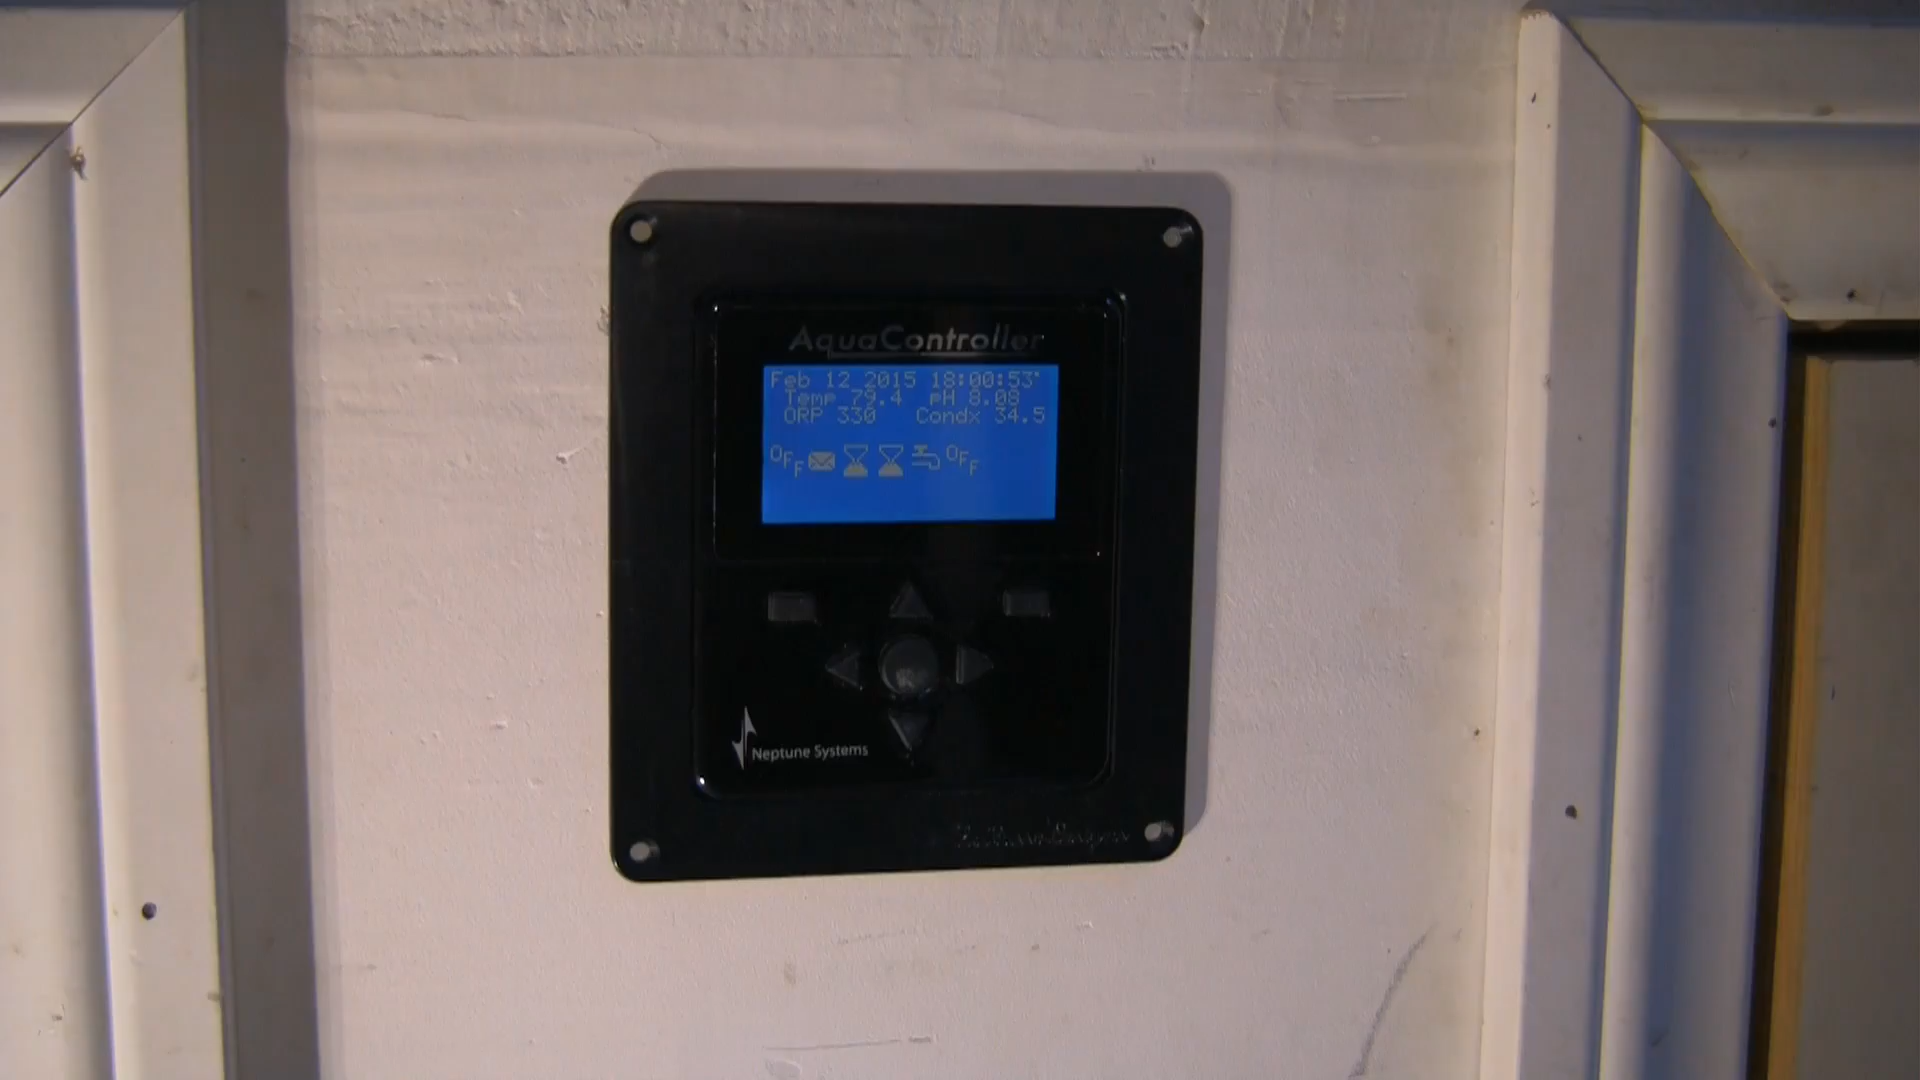 AquaController
Feb 12 2015 18:00:53
Temp 79.4 pH 8.08
ORP 330 Condx 34.5
OFF OFF
Neptune Systems